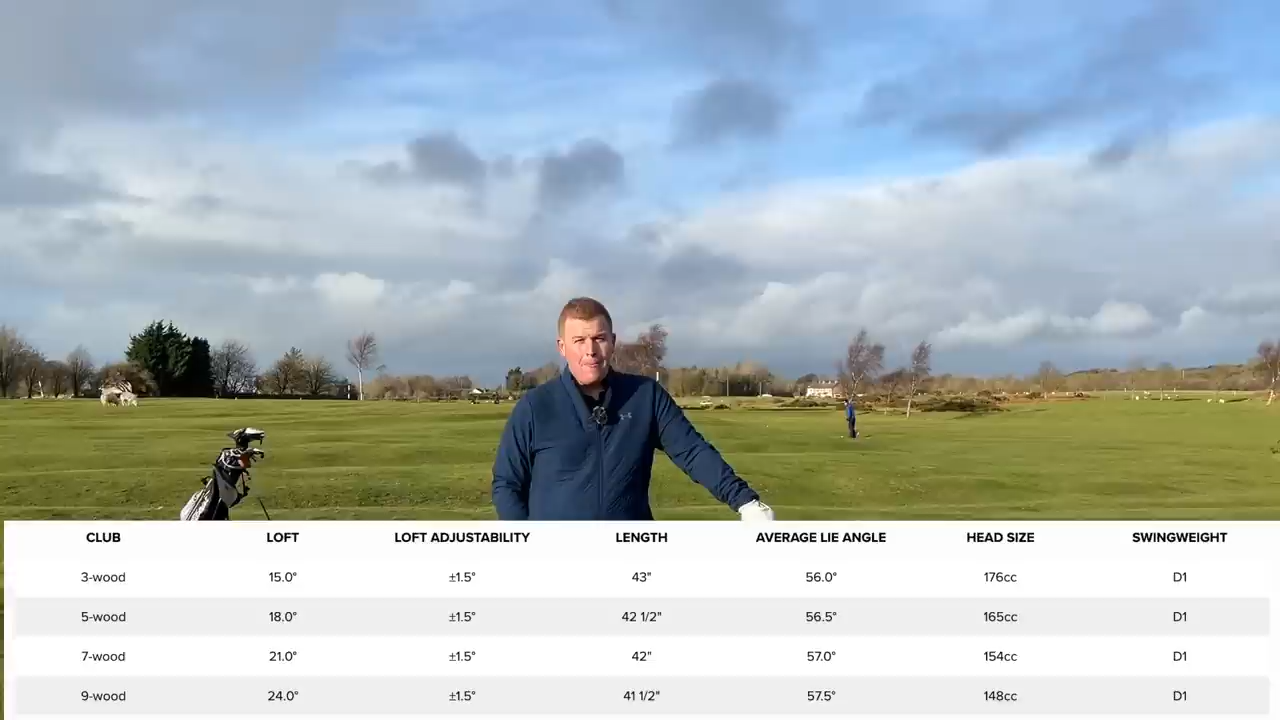 CLUB LOFT LOFT ADJUSTABILITY LENGTH AVERAGE LIE ANGLE HEAD SIZE SWINGWEIGHT
3-wood 15.0° ±1.5° 43" 56.0° 176cc D1
5-wood 18.0° ±1.5° 42 1/2" 56.5° 165cc D1
7-wood 21.0° ±1.5° 42" 57.0° 154cc D1
9-wood 24.0° ±1.5° 41 1/2" 57.5° 148cc D1